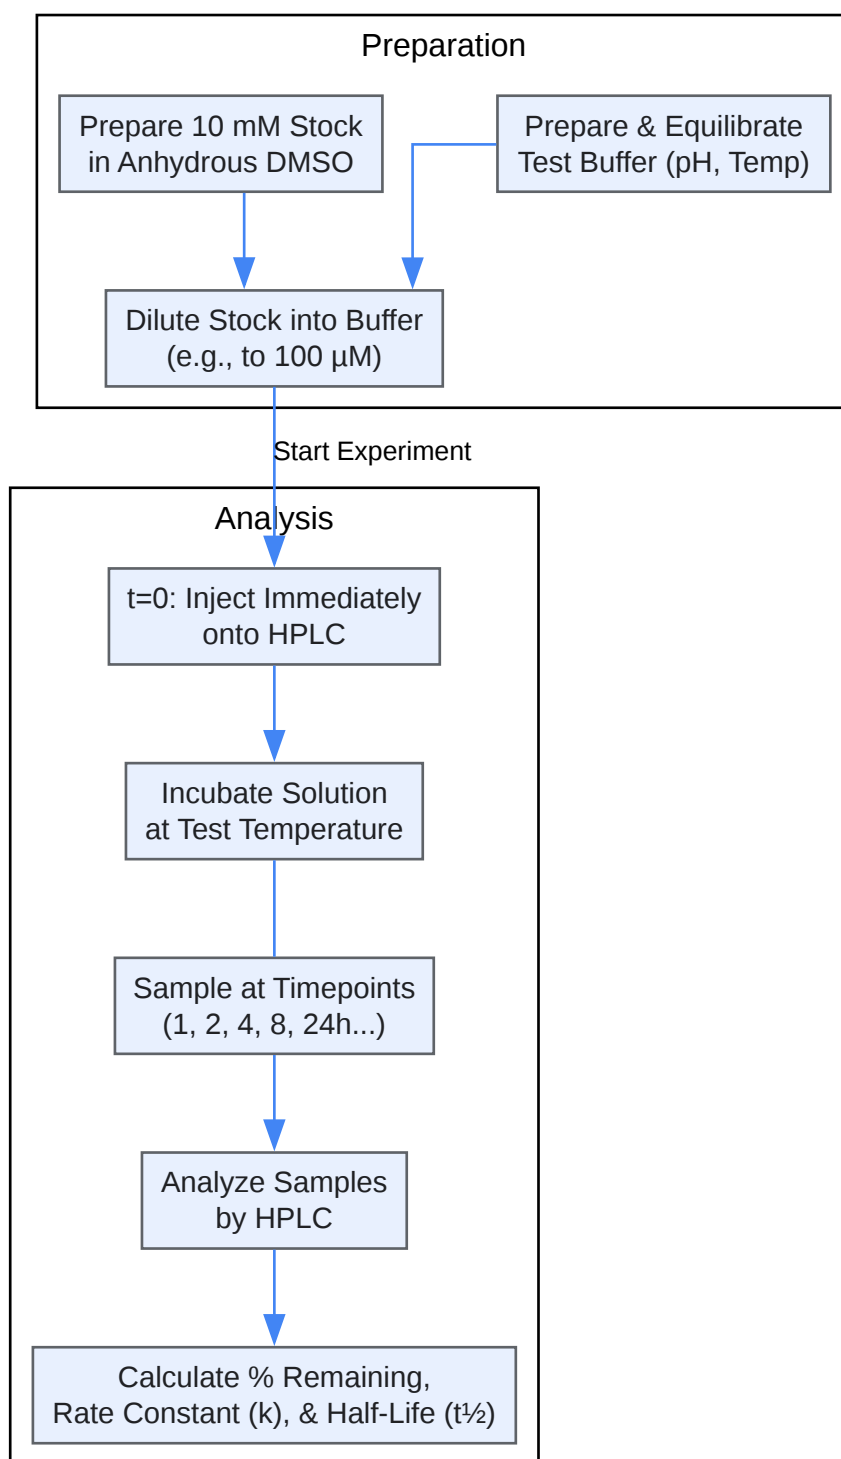 Preparation
Prepare 10 mM Stock
in Anhydrous DMSO
Prepare & Equilibrate
Test Buffer (pH, Temp)
Dilute Stock into Buffer
(e.g., to 100 µM)
Start Experiment
Analysis
t=0: Inject Immediately
onto HPLC
Incubate Solution
at Test Temperature
Sample at Timepoints
(1, 2, 4, 8, 24h...)
Analyze Samples
by HPLC
Calculate % Remaining,
Rate Constant (k), & Half-Life (t½)